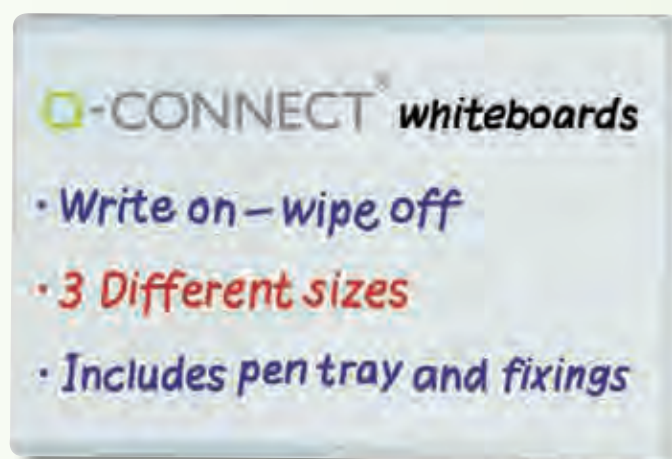 Q-CONNECT® whiteboards
· Write on – wipe off
· 3 Different sizes
· Includes pen tray and fixings